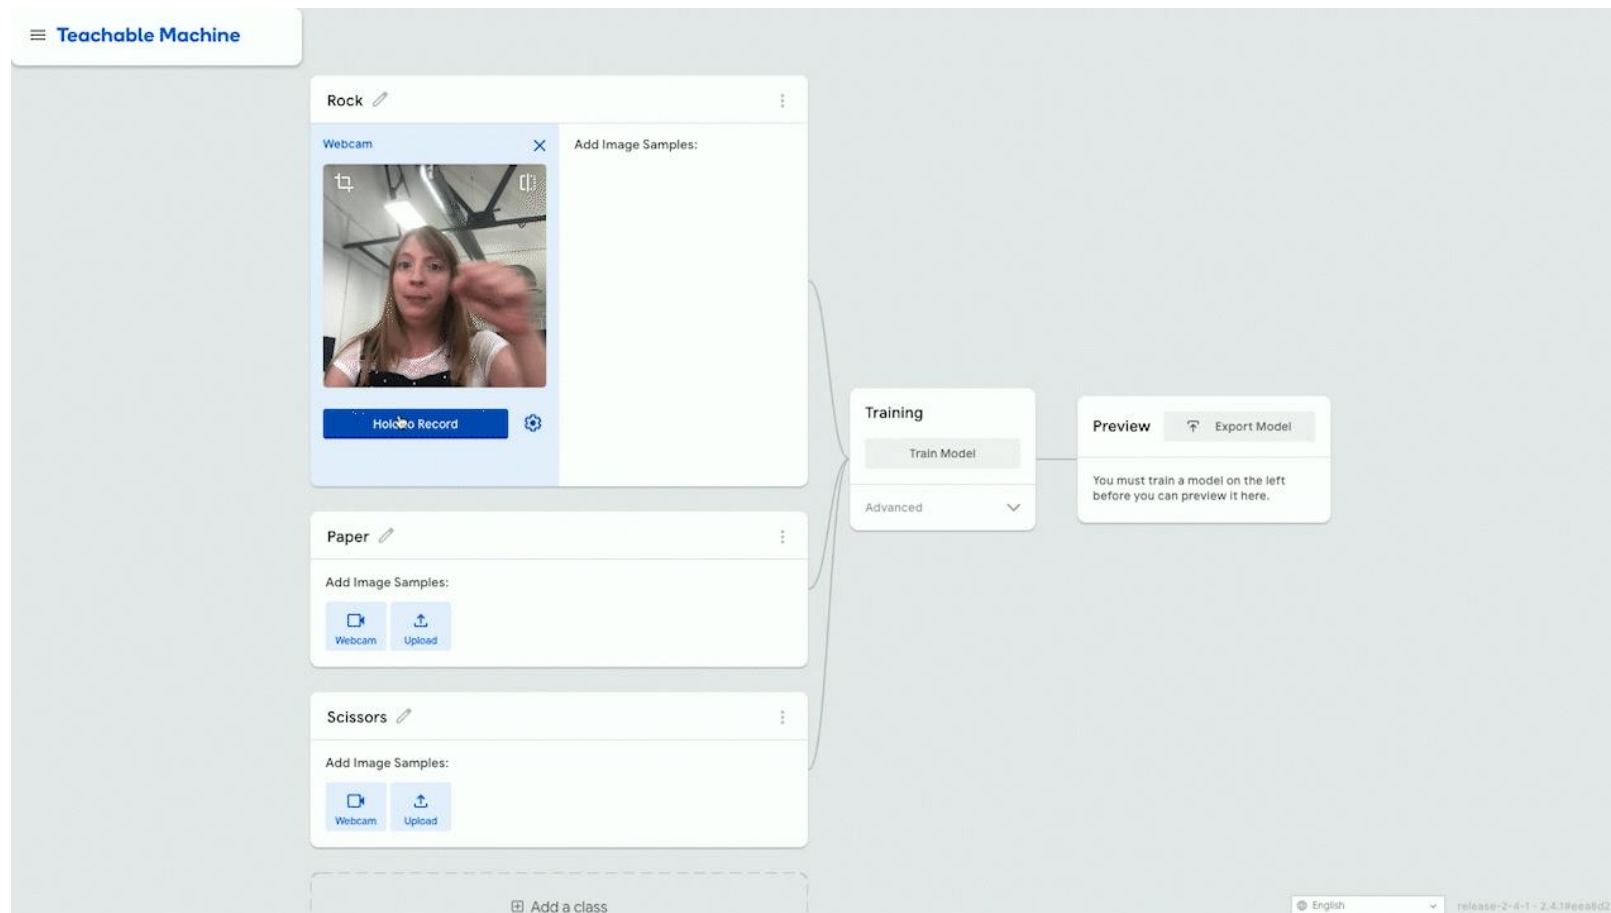 Teachable Machine
Rock
Webcam
Add Image Samples:
Record
Paper
Add Image Samples:
Webcam
Upload
Scissors
Add Image Samples:
Webcam
Upload
Add a class
Training
Train Model
Advanced
Preview
Export Model
You must train a model on the left
before you can preview it here.
English